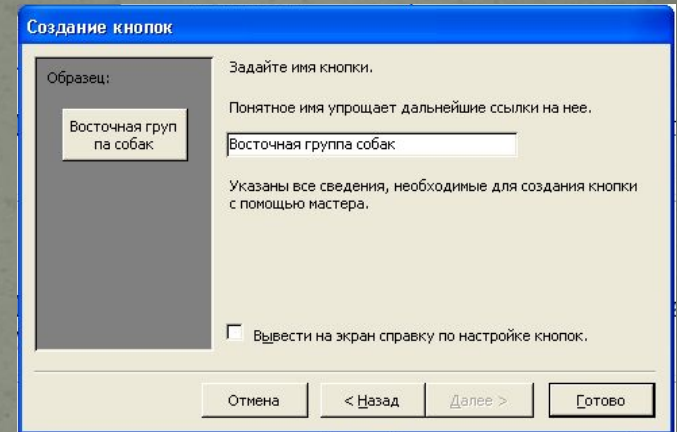 Создание кнопок
Образец:
Восточная груп
па собак
Задайте имя кнопки.
Понятное имя упрощает дальнейшие ссылки на нее.
Восточная группа собак
Указаны все сведения, необходимые для создания кнопки
с помощью мастера.
Вывести на экран справку по настройке кнопок.
Отмена
< Назад
Далее >
Готово